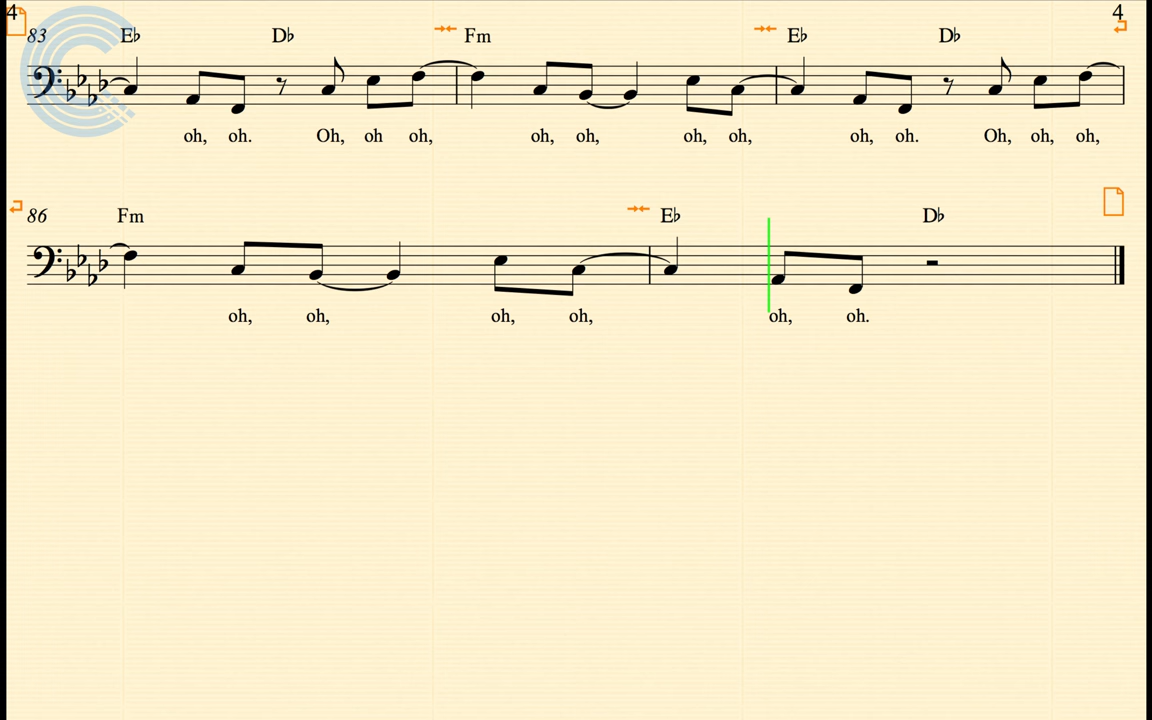 4 4
83 E♭ D♭ Fm E♭ D♭
oh, oh. Oh, oh oh, oh, oh, oh, oh, oh, oh. Oh, oh, oh,
86 Fm E♭ D♭
oh, oh, oh, oh, oh, oh.